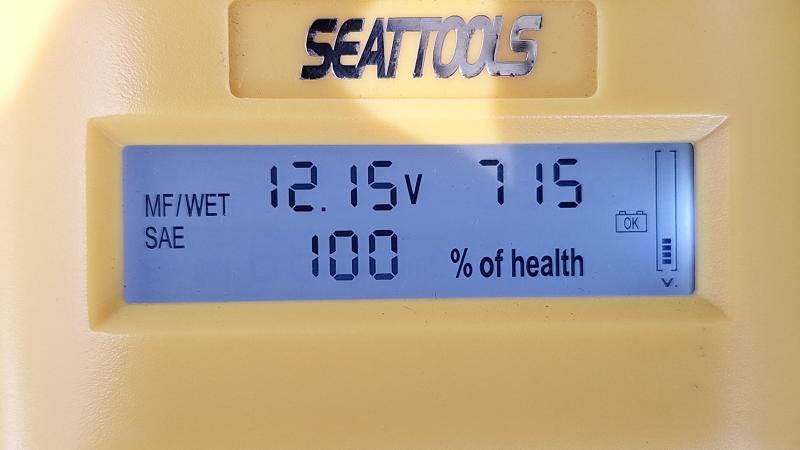 SEATTOOLS
MF/WET 12.15V 715
SAE 100 % of health
OK
V.